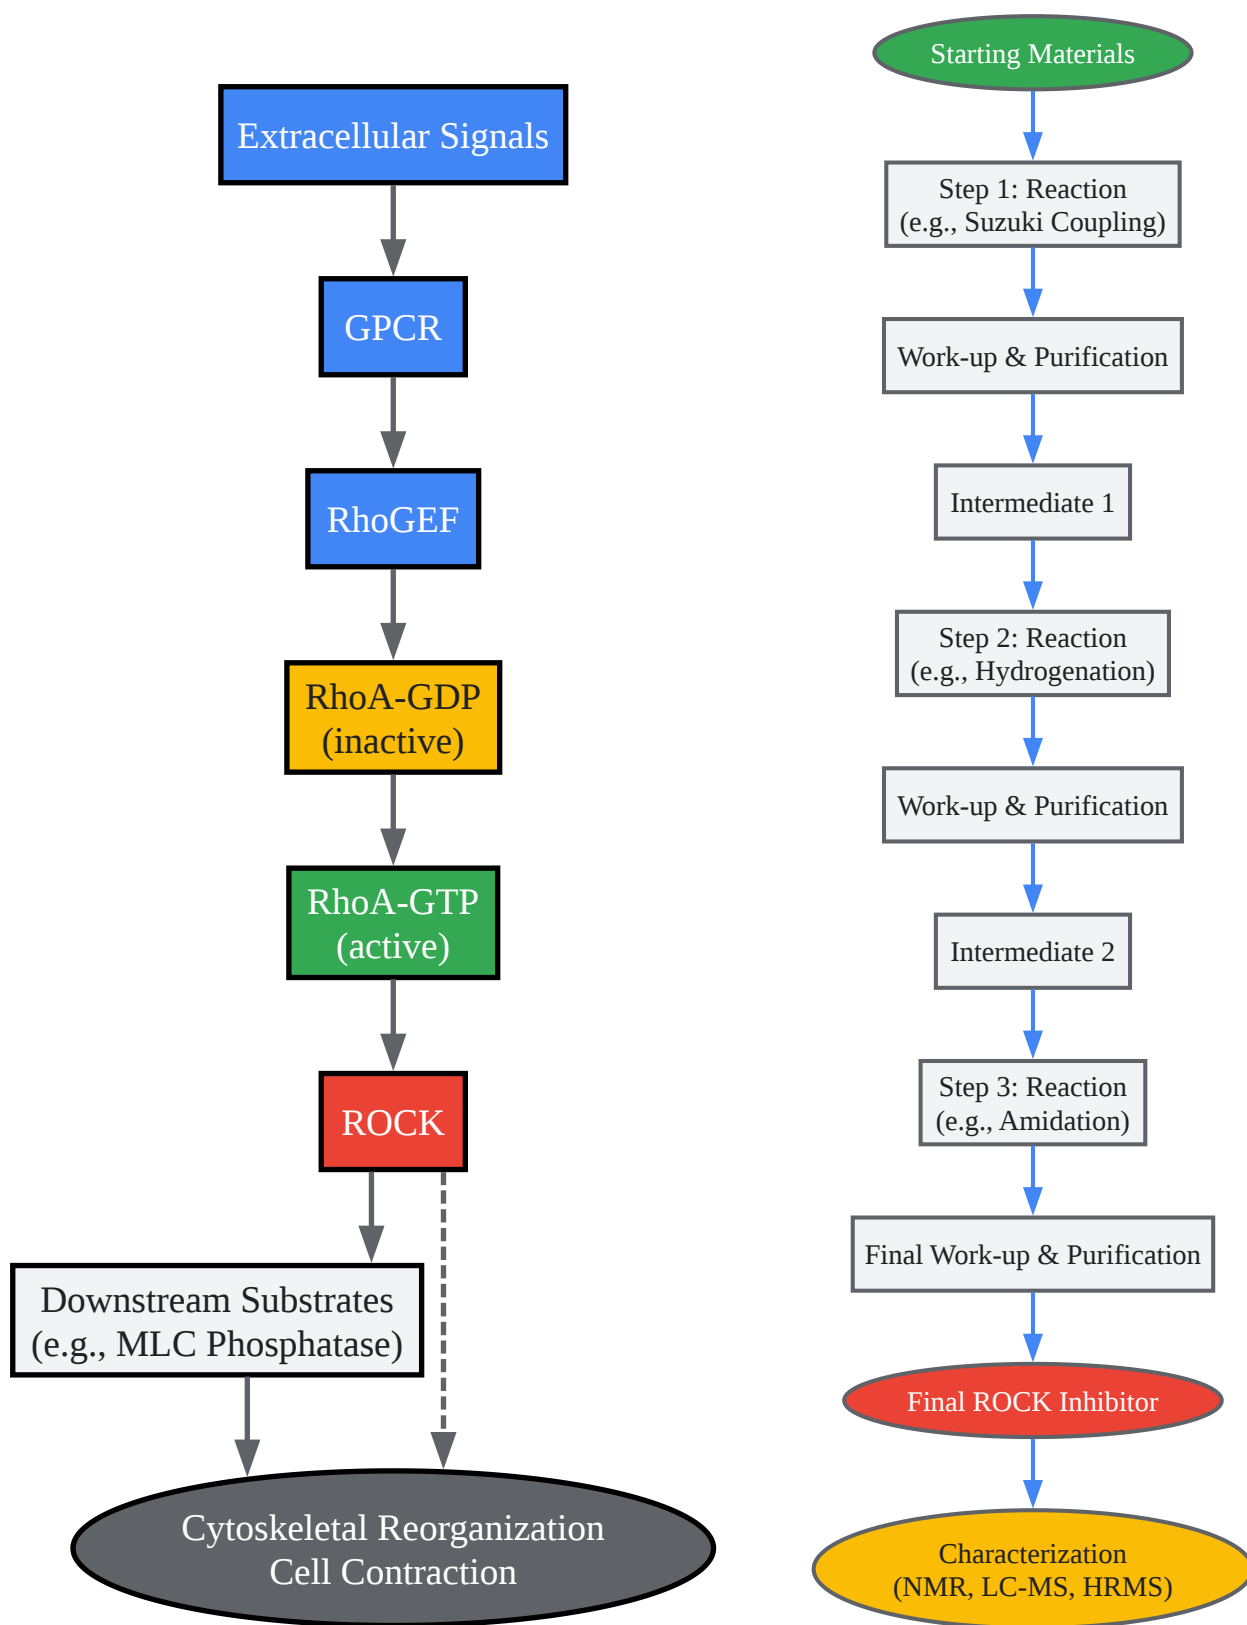 Extracellular Signals
GPCR
RhoGEF
RhoA-GDP
(inactive)
RhoA-GTP
(active)
ROCK
Downstream Substrates
(e.g., MLC Phosphatase)
Cytoskeletal Reorganization
Cell Contraction
Starting Materials
Step 1: Reaction
(e.g., Suzuki Coupling)
Work-up & Purification
Intermediate 1
Step 2: Reaction
(e.g., Hydrogenation)
Work-up & Purification
Intermediate 2
Step 3: Reaction
(e.g., Amidation)
Final Work-up & Purification
Final ROCK Inhibitor
Characterization
(NMR, LC-MS, HRMS)